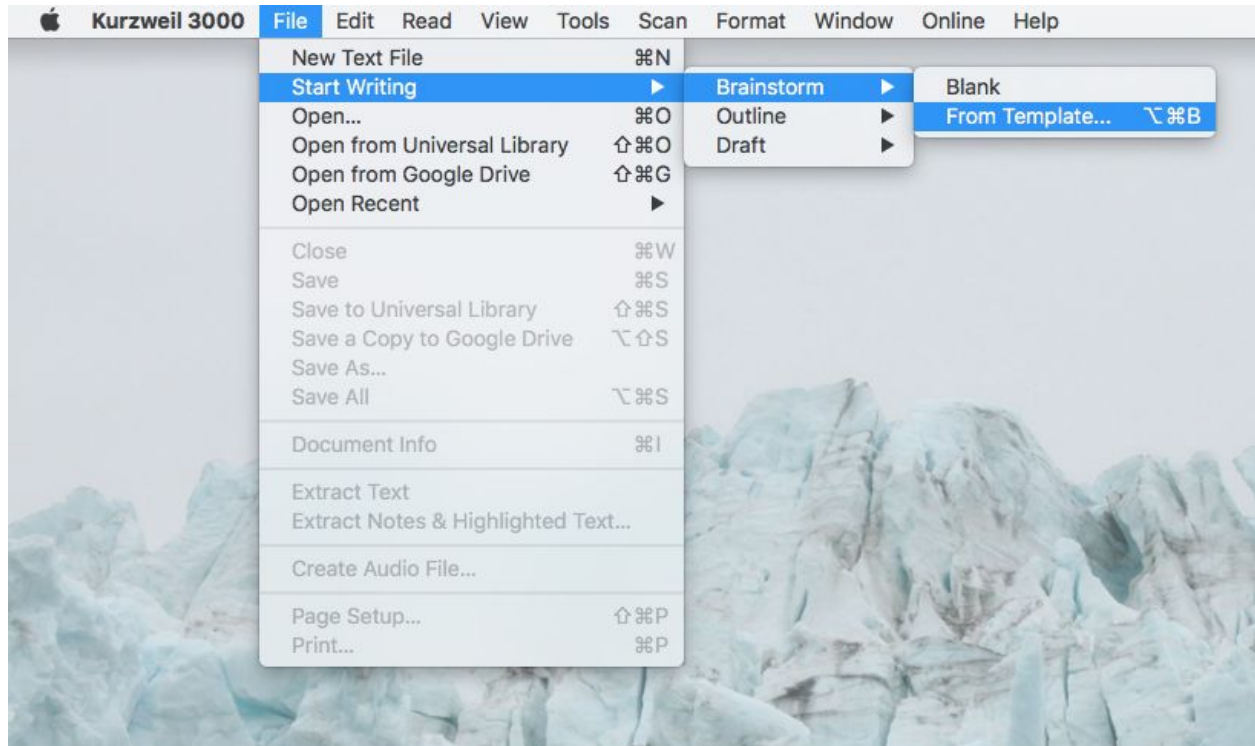 Kurzweil 3000 File Edit Read View Tools Scan Format Window Online Help
New Text File ⌘N
Start Writing ▶ Brainstorm ▶ Blank
Open... ⌘O Outline ▶ From Template... ⌥⌘B
Open from Universal Library ⇧⌘O Draft ▶
Open from Google Drive ⇧⌘G
Open Recent ▶
Close ⌘W
Save ⌘S
Save to Universal Library ⇧⌘S
Save a Copy to Google Drive ⌥⇧S
Save As...
Save All ⌥⌘S
Document Info ⌘I
Extract Text
Extract Notes & Highlighted Text...
Create Audio File...
Page Setup... ⇧⌘P
Print... ⌘P